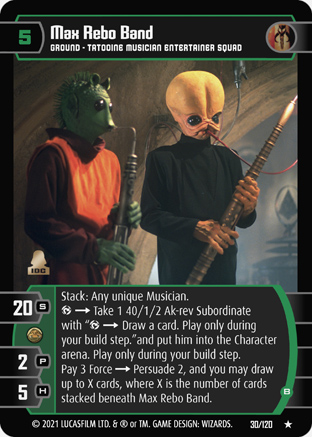 5
Max Rebo Band
GROUND - TATOOINE MUSICIAN ENTERTAINER SQUAD
IDC
20 S
2 P
5 H
Stack: Any unique Musician.
→ Take 1 40/1/2 Ak-rev Subordinate
with “ → Draw a card. Play only during
your build step.”and put him into the Character
arena. Play only during your build step.
Pay 3 Force → Persuade 2, and you may draw
up to X cards, where X is the number of cards
stacked beneath Max Rebo Band.
B
© 2021 LUCASFILM LTD. & ® or TM. GAME DESIGN: WIZARDS.
30/120 ★